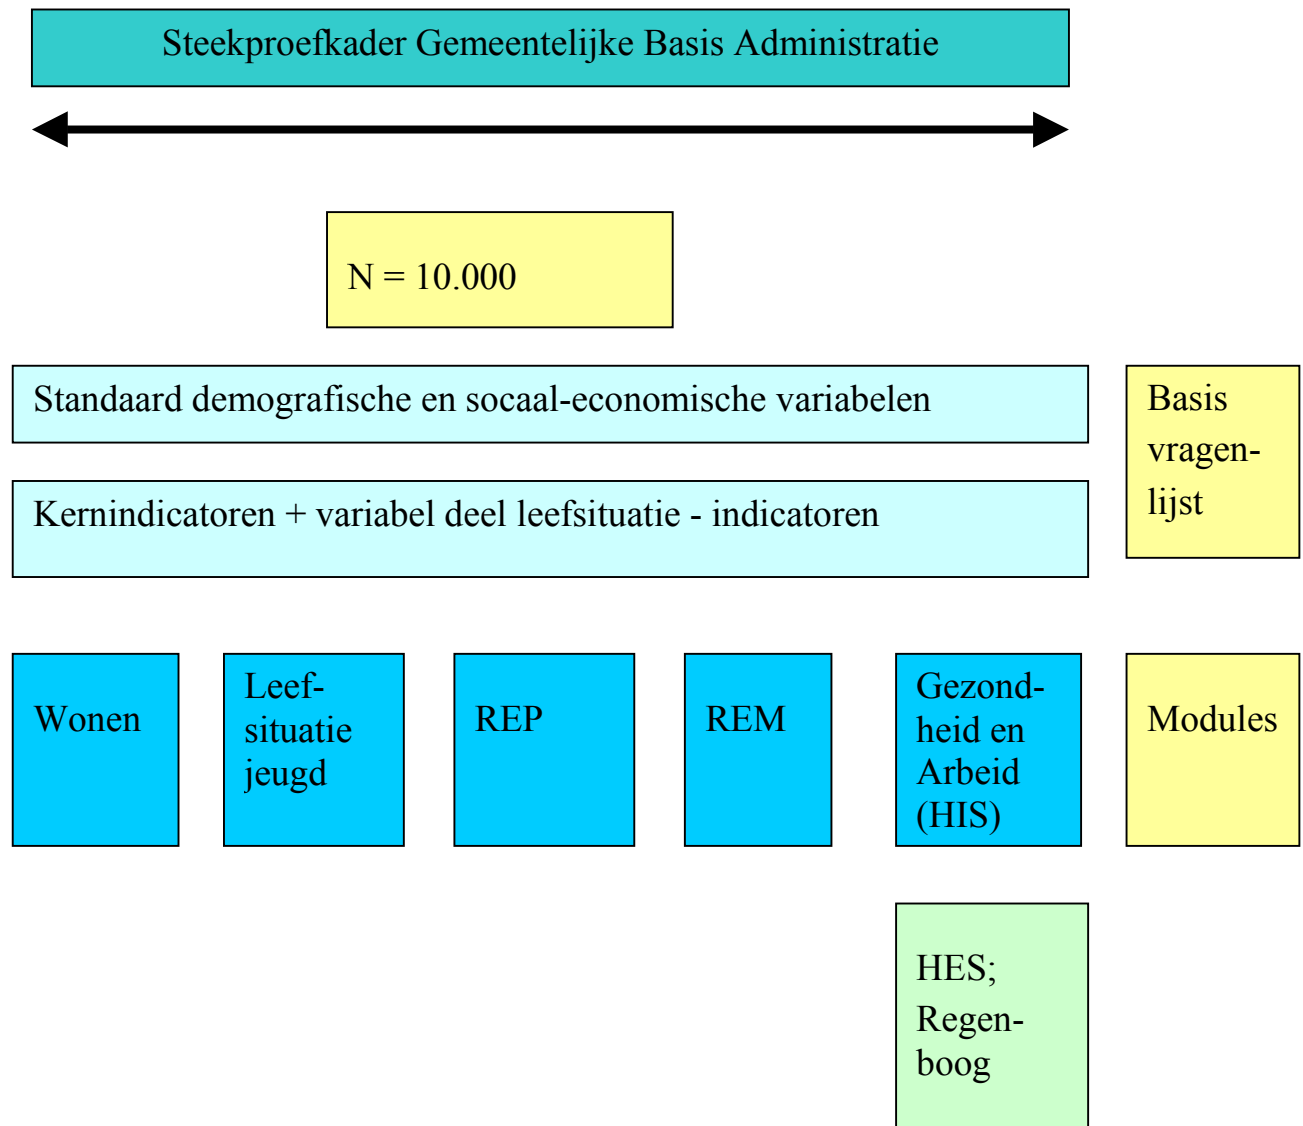 Steekproefkader Gemeentelijke Basis Administratie
N = 10.000
Standaard demografische en socaal-economische variabelen
Kernindicatoren + variabel deel leefsituatie - indicatoren
Basis
vragen-
lijst
Wonen
Leef-
situatie
jeugd
REP
REM
Gezond-
heid en
Arbeid
(HIS)
Modules
HES;
Regen-
boog